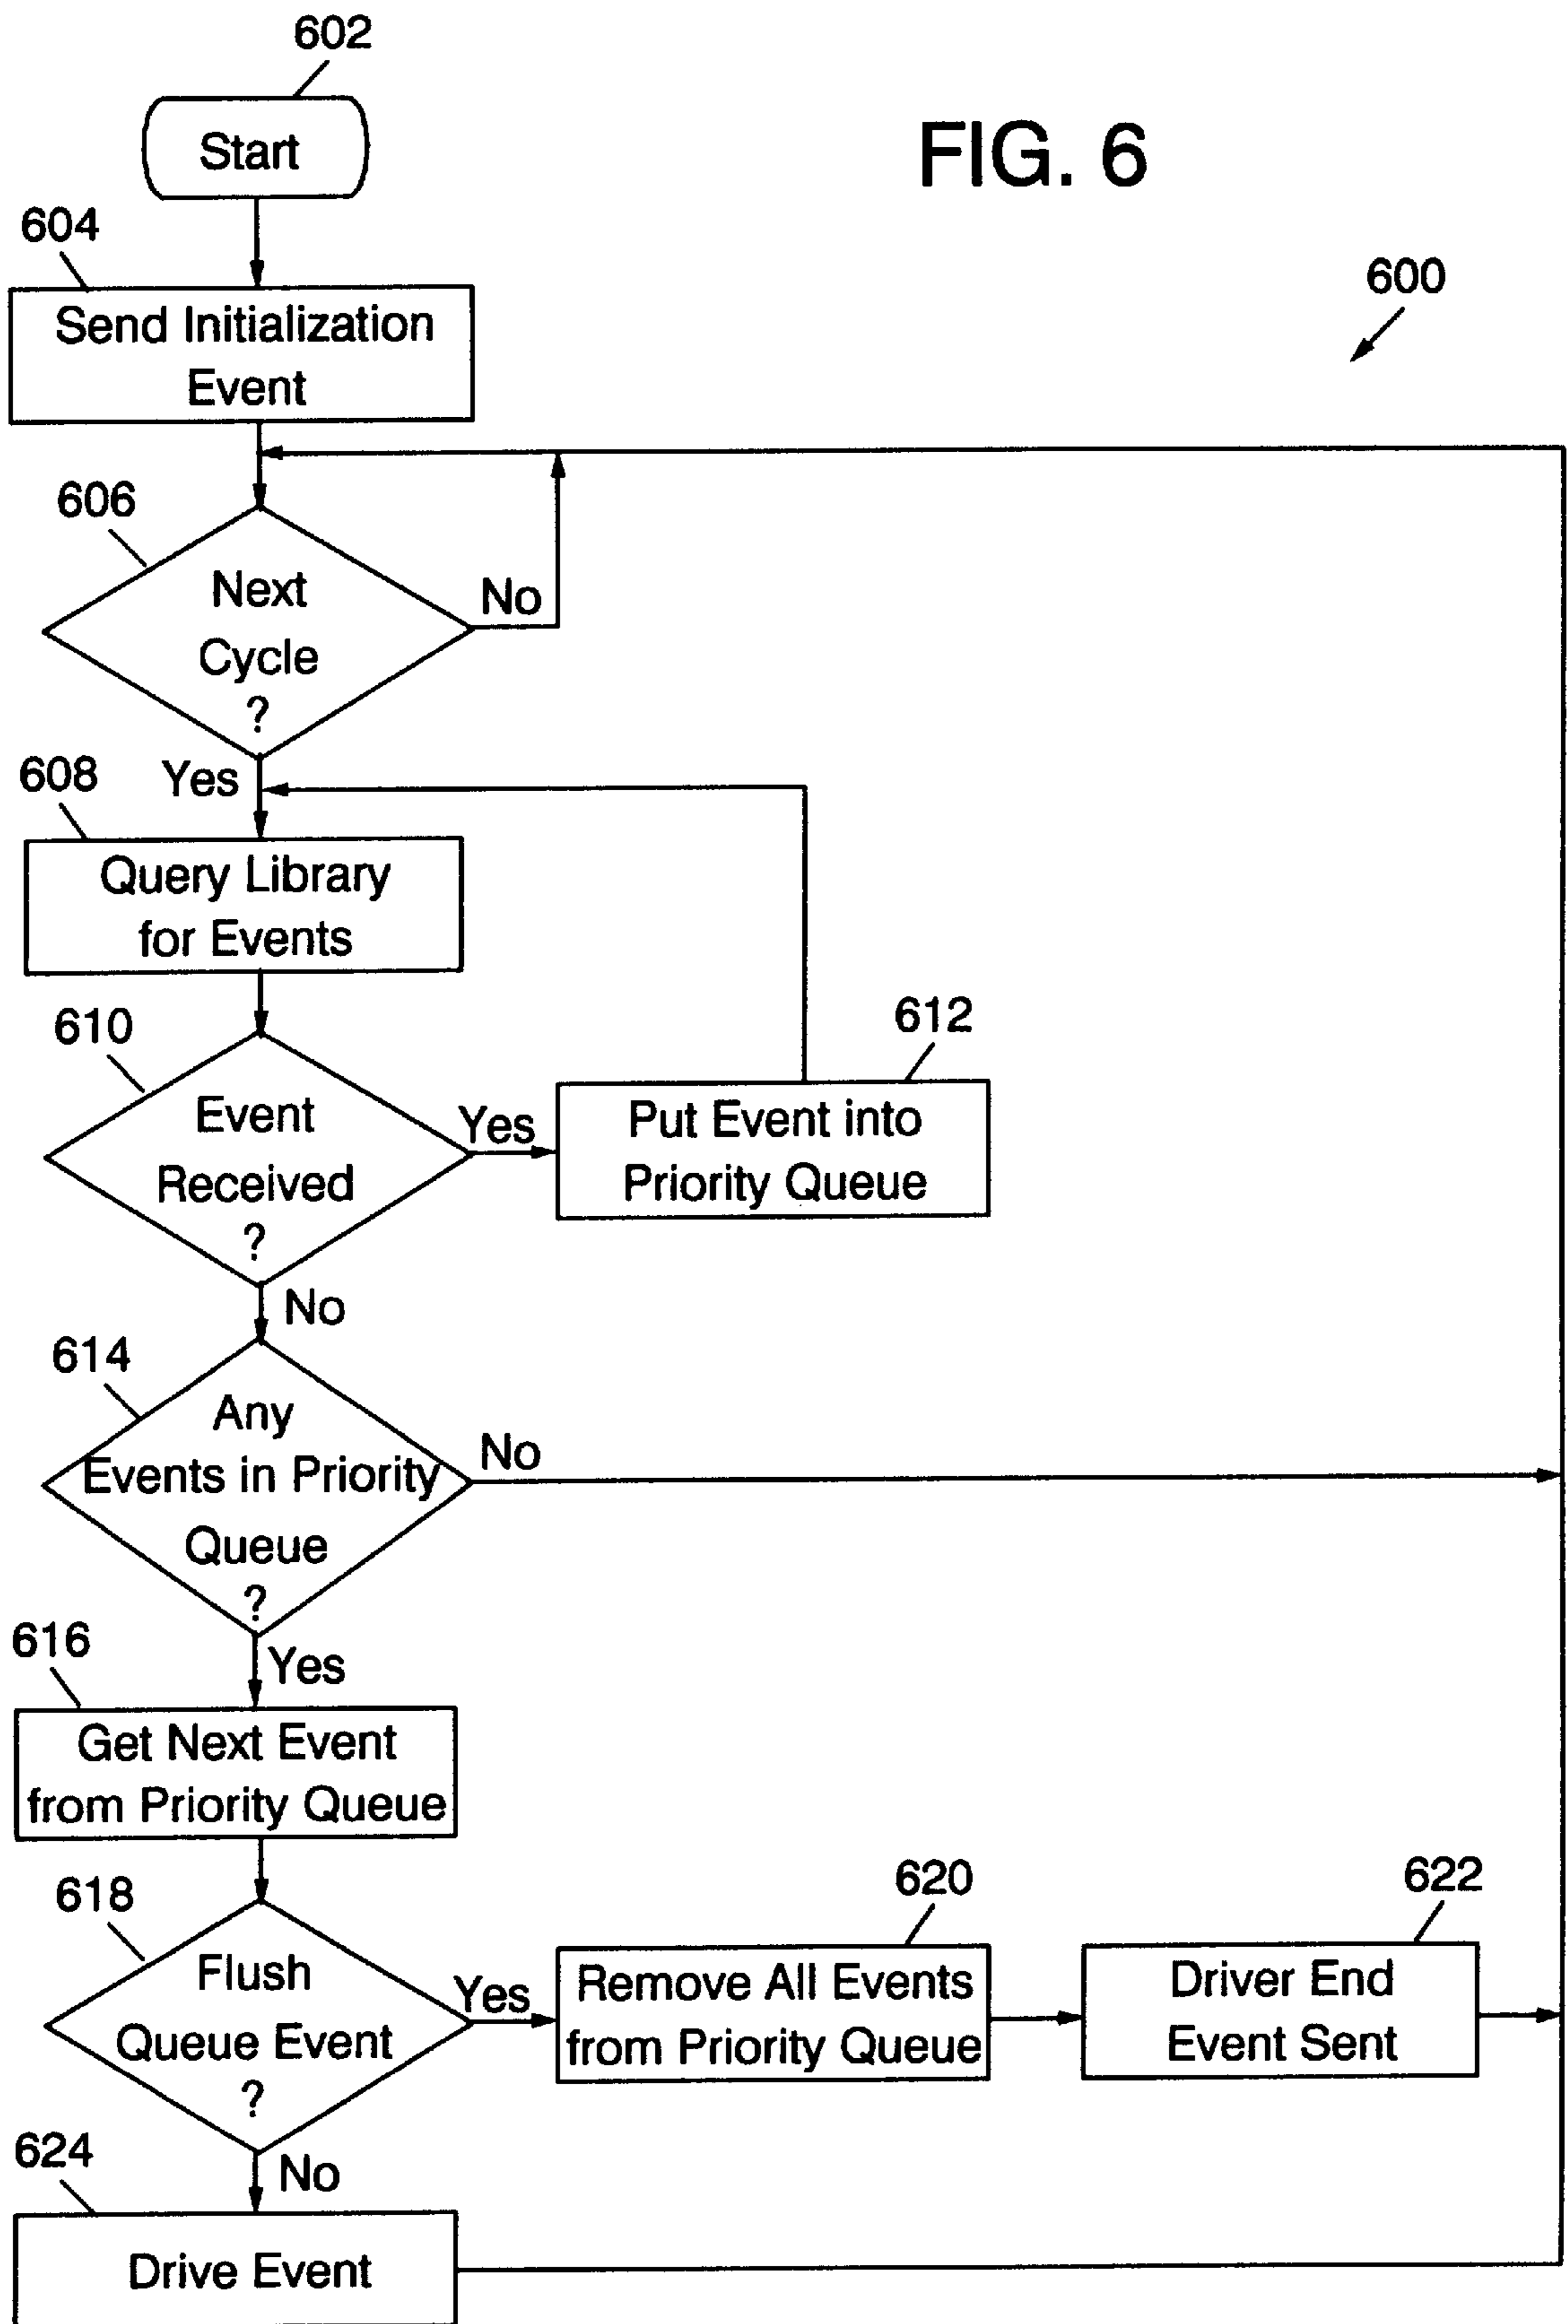 602
Start
FIG. 6
604
600
Send Initialization
Event
606
Next
Cycle
?
No
Yes
608
Query Library
for Events
610
Event
Received
?
Yes
612
Put Event into
Priority Queue
No
614
Any
Events in Priority
Queue
?
No
Yes
616
Get Next Event
from Priority Queue
618
Flush
Queue Event
?
Yes
620
Remove All Events
from Priority Queue
622
Driver End
Event Sent
No
624
Drive Event